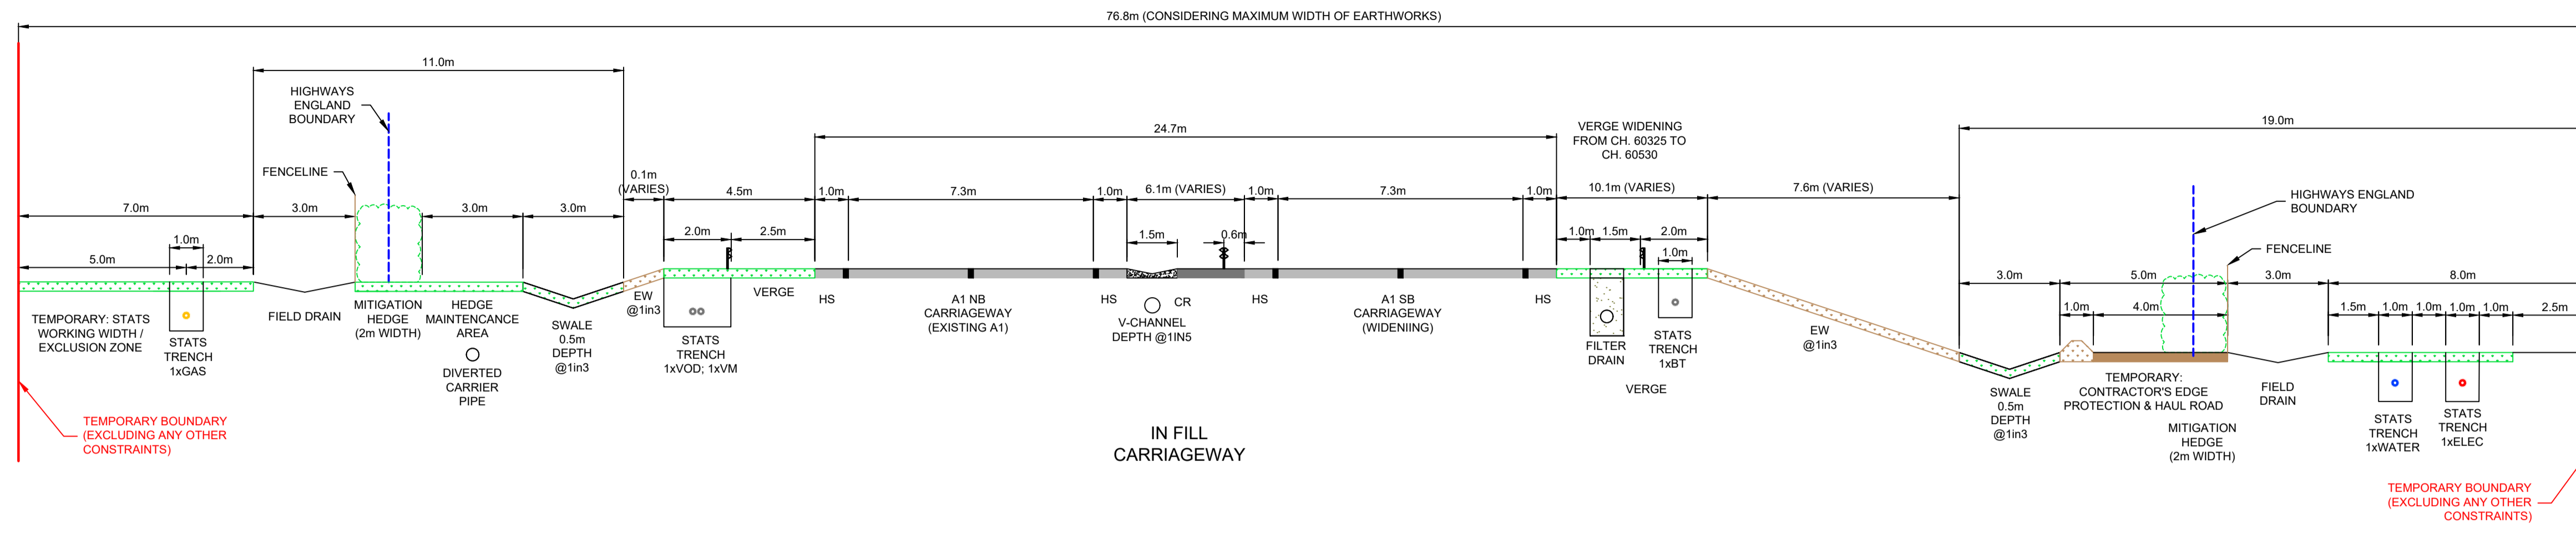 76.8m (CONSIDERING MAXIMUM WIDTH OF EARTHWORKS)
11.0m
HIGHWAYS
ENGLAND
BOUNDARY
FENCELINE
7.0m
3.0m
3.0m
3.0m
1.0m
5.0m
2.0m
TEMPORARY: STATS
WORKING WIDTH /
EXCLUSION ZONE
STATS
TRENCH
1xGAS
FIELD DRAIN
MITIGATION
HEDGE
(2m WIDTH)
HEDGE
MAINTENCANCE
AREA
DIVERTED
CARRIER
PIPE
SWALE
0.5m
DEPTH
@1in3
TEMPORARY BOUNDARY
(EXCLUDING ANY OTHER
CONSTRAINTS)
0.1m
(VARIES)
4.5m
2.0m
2.5m
EW
@1in3
STATS
TRENCH
1xVOD; 1xVM
VERGE
24.7m
1.0m
7.3m
1.0m
6.1m (VARIES)
1.0m
7.3m
1.0m
1.5m
0.6m
HS
A1 NB
CARRIAGEWAY
(EXISTING A1)
HS
CR
V-CHANNEL
DEPTH @1IN5
HS
A1 SB
CARRIAGEWAY
(WIDENIING)
HS
IN FILL
CARRIAGEWAY
VERGE WIDENING
FROM CH. 60325 TO
CH. 60530
10.1m (VARIES)
7.6m (VARIES)
1.0m
1.5m
2.0m
1.0m
FILTER
DRAIN
STATS
TRENCH
1xBT
VERGE
EW
@1in3
19.0m
HIGHWAYS ENGLAND
BOUNDARY
FENCELINE
3.0m
5.0m
3.0m
8.0m
1.0m
4.0m
1.5m
1.0m
1.0m
1.0m
1.0m
2.5m
SWALE
0.5m
DEPTH
@1in3
TEMPORARY:
CONTRACTOR'S EDGE
PROTECTION & HAUL ROAD
MITIGATION
HEDGE
(2m WIDTH)
FIELD
DRAIN
STATS
TRENCH
1xWATER
STATS
TRENCH
1xELEC
TEMPORARY BOUNDARY
(EXCLUDING ANY OTHER
CONSTRAINTS)